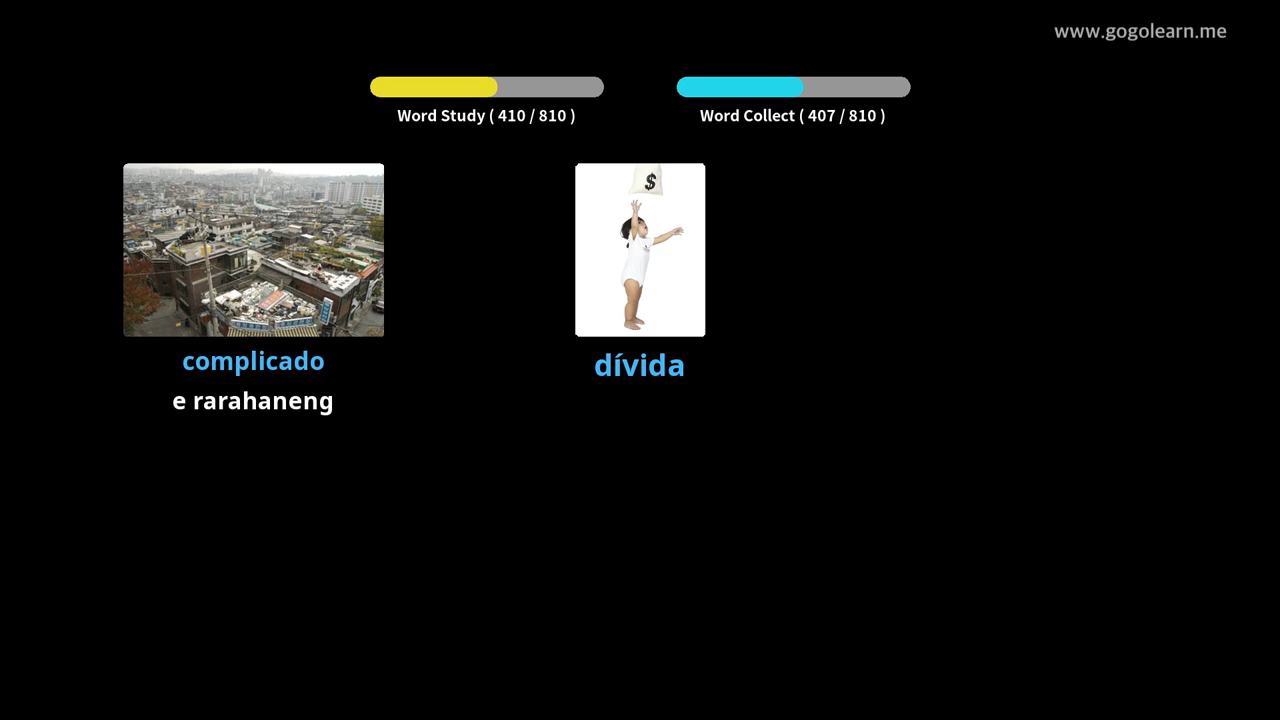 www.gogolearn.me
Word Study ( 410 / 810 )
Word Collect ( 407 / 810 )
$
complicado
e rarahaneng
dívida